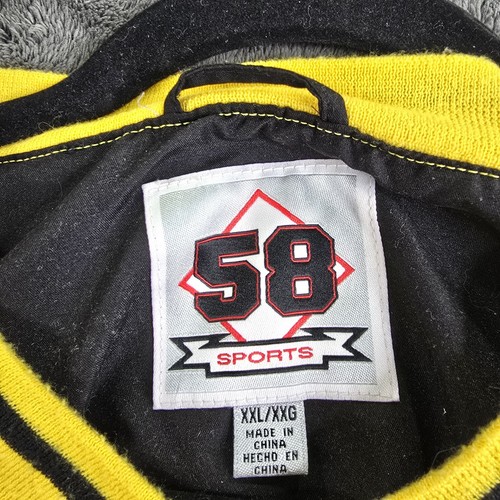 58
SPORTS
XXL/XXG
MADE IN
CHINA
HECHO EN
CHINA